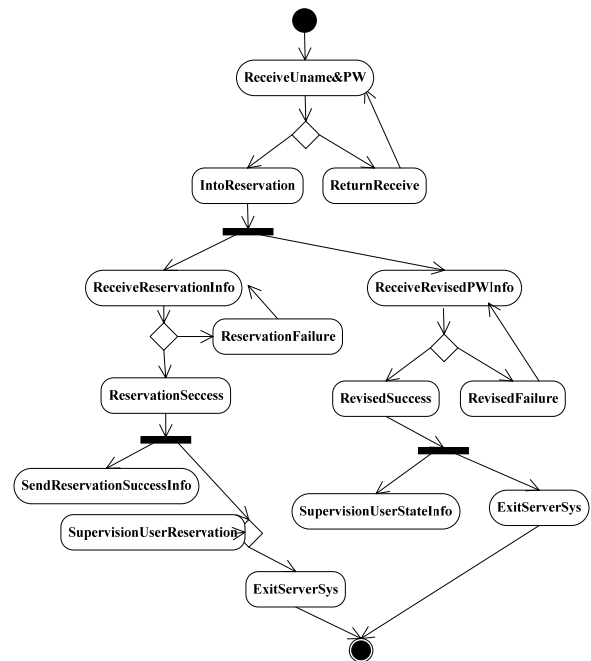 ReceiveUname&PW
IntoReservation
ReturnReceive
ReceiveReservationInfo
ReceiveRevisedPWInfo
ReservationFailure
ReservationSeccess
RevisedSuccess
RevisedFailure
SendReservationSuccessInfo
SupervisionUserStateInfo
ExitServerSys
SupervisionUserReservation
ExitServerSys